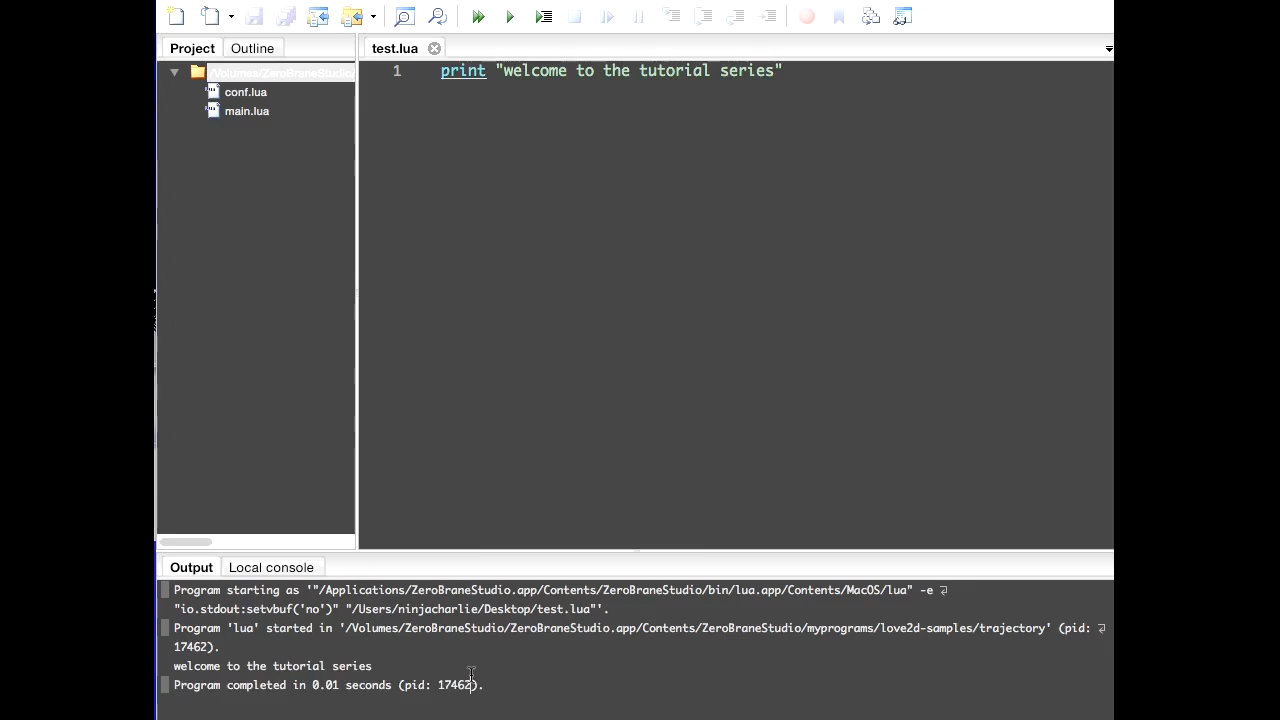 Project
Outline
test.lua
/Volumes/ZeroBraneStudio/
conf.lua
main.lua
1
print "welcome to the tutorial series"
Output
Local console
Program starting as '"/Applications/ZeroBraneStudio.app/Contents/ZeroBraneStudio/bin/lua.app/Contents/MacOS/lua" -e
"io.stdout:setvbuf('no')" "/Users/ninjacharlie/Desktop/test.lua"'.
Program 'lua' started in '/Volumes/ZeroBraneStudio/ZeroBraneStudio.app/Contents/ZeroBraneStudio/myprograms/love2d-samples/trajectory' (pid:
17462).
welcome to the tutorial series
Program completed in 0.01 seconds (pid: 17462).